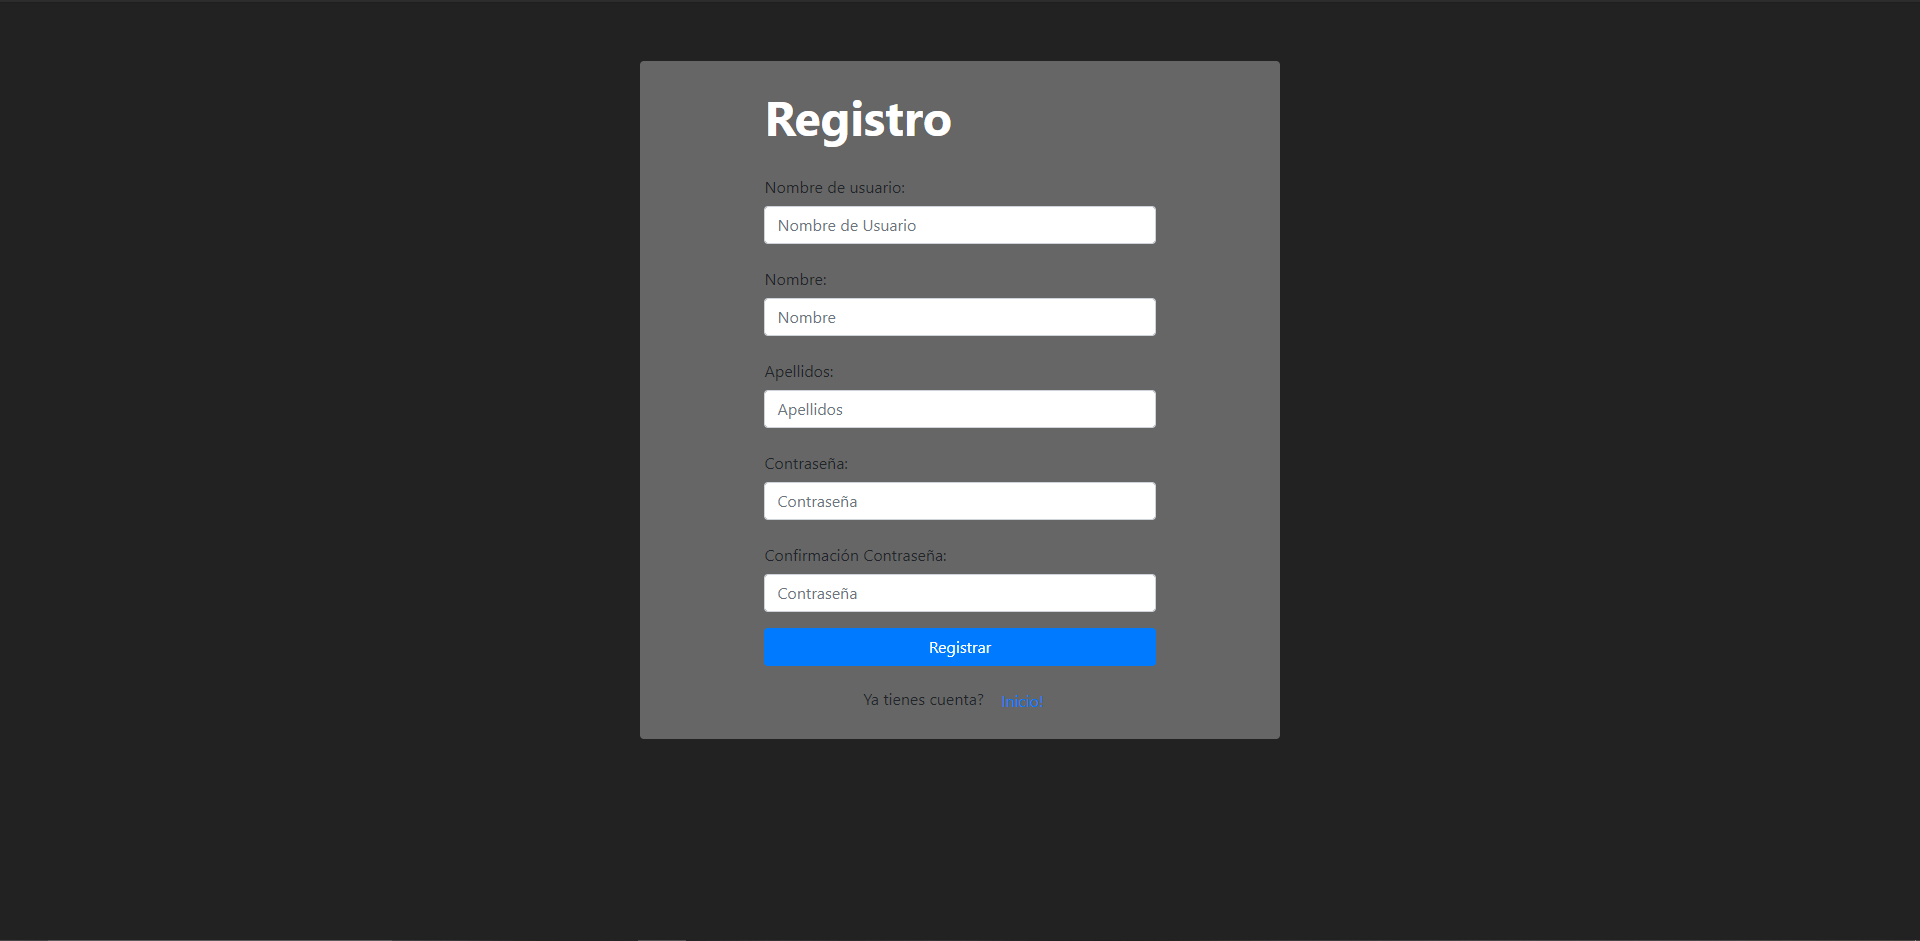 Registro
Nombre de usuario:
Nombre de Usuario
Nombre:
Nombre
Apellidos:
Apellidos
Contraseña:
Contraseña
Confirmación Contraseña:
Contraseña
Registrar
Ya tienes cuenta? Inicio!